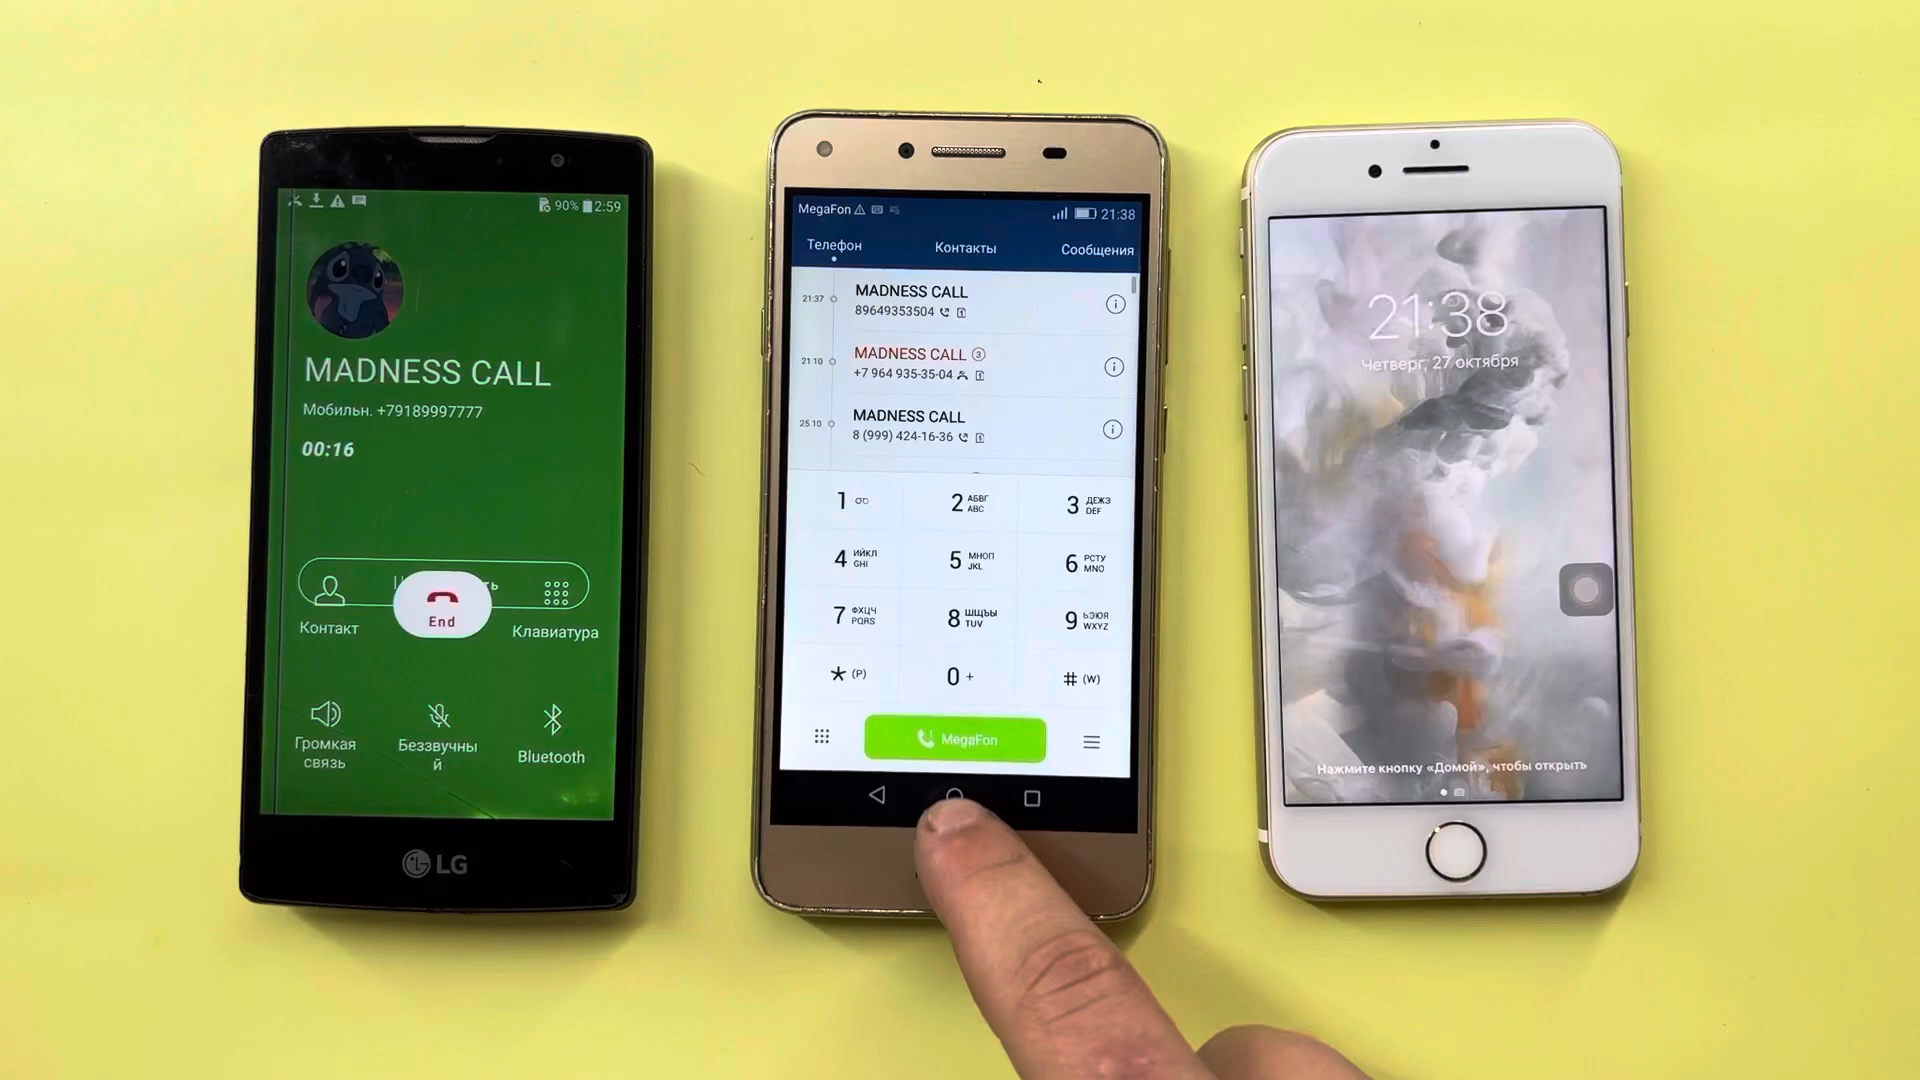 90% 2:59
MADNESS CALL
Мобильн. +79189997777
00:16
End
Контакт
Клавиатура
Громкая связь
Беззвучный
Bluetooth
LG
MegaFon 21:38
Телефон Контакты Сообщения
21:37 MADNESS CALL
89649353504
21:10 MADNESS CALL 3
+7 964 935-35-04
25.10 MADNESS CALL
8 (999) 424-16-36
1 2 АБВГ ABC 3 ДЕЖЗ DEF
4 ИЙКЛ GHI 5 МНОП JKL 6 РСТУ MNO
7 ФХЦЧ PQRS 8 ШЩЪЫ TUV 9 ЬЭЮЯ WXYZ
* (P) 0 + # (W)
MegaFon
21:38
Четверг, 27 октября
Нажмите кнопку «Домой», чтобы открыть